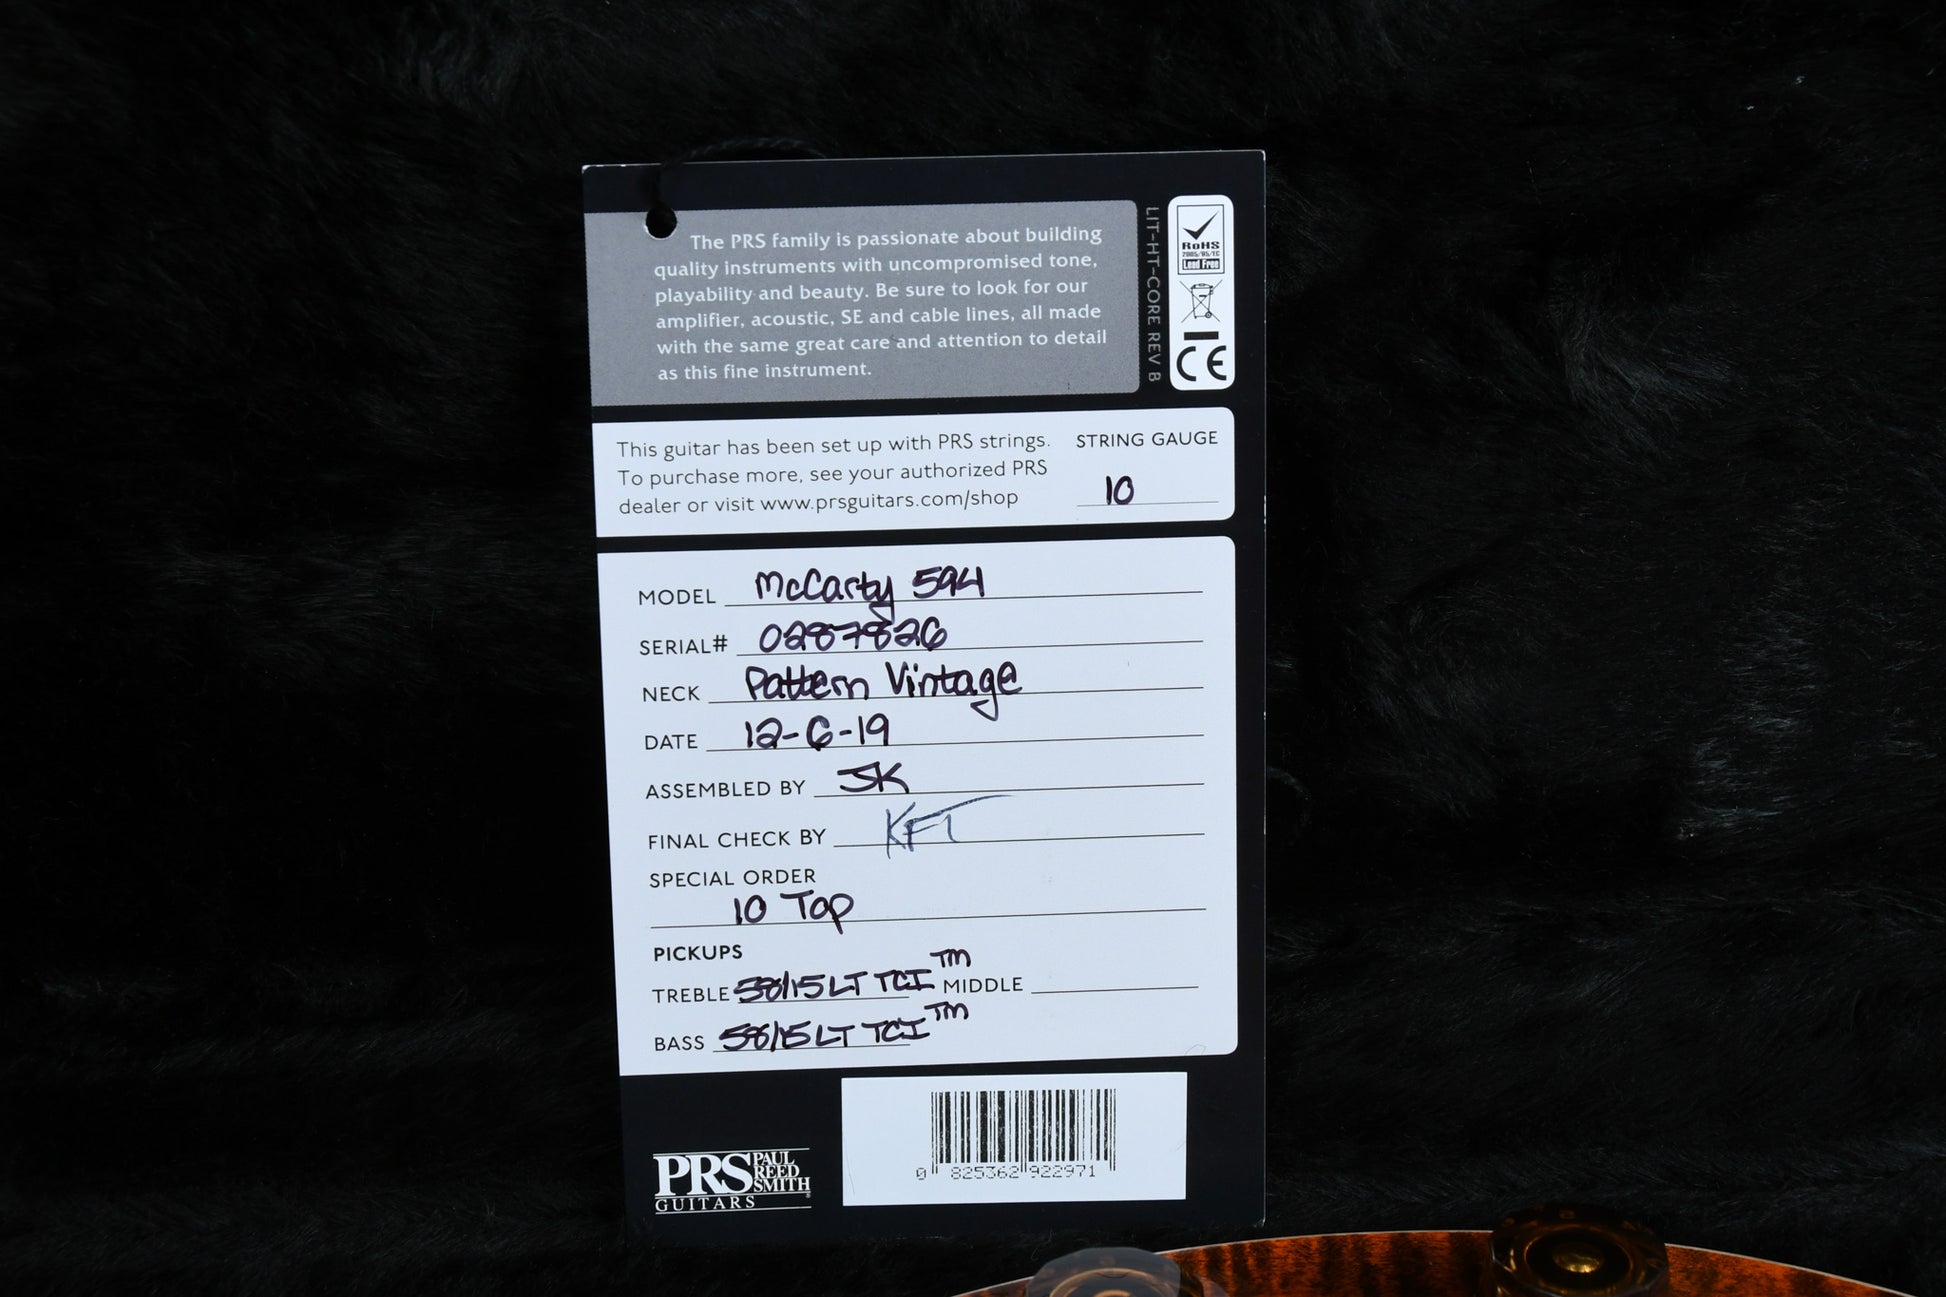 The PRS family is passionate about building
quality instruments with uncompromised tone,
playability and beauty. Be sure to look for our
amplifier, acoustic, SE and cable lines, all made
with the same great care and attention to detail
as this fine instrument.
LIT-HT-CORE REV B
RoHS
2005/95/EC
Lead Free
CE
This guitar has been set up with PRS strings.
To purchase more, see your authorized PRS
dealer or visit www.prsguitars.com/shop
STRING GAUGE
10
MODEL McCarty 594
SERIAL# 0287826
NECK Pattern Vintage
DATE 12-6-19
ASSEMBLED BY JK
FINAL CHECK BY KFT
SPECIAL ORDER
10 Top
PICKUPS
TREBLE 58/15 LT TCI™ MIDDLE
BASS 58/15 LT TCI™
PRS PAUL REED SMITH
GUITARS
0 825362 922971